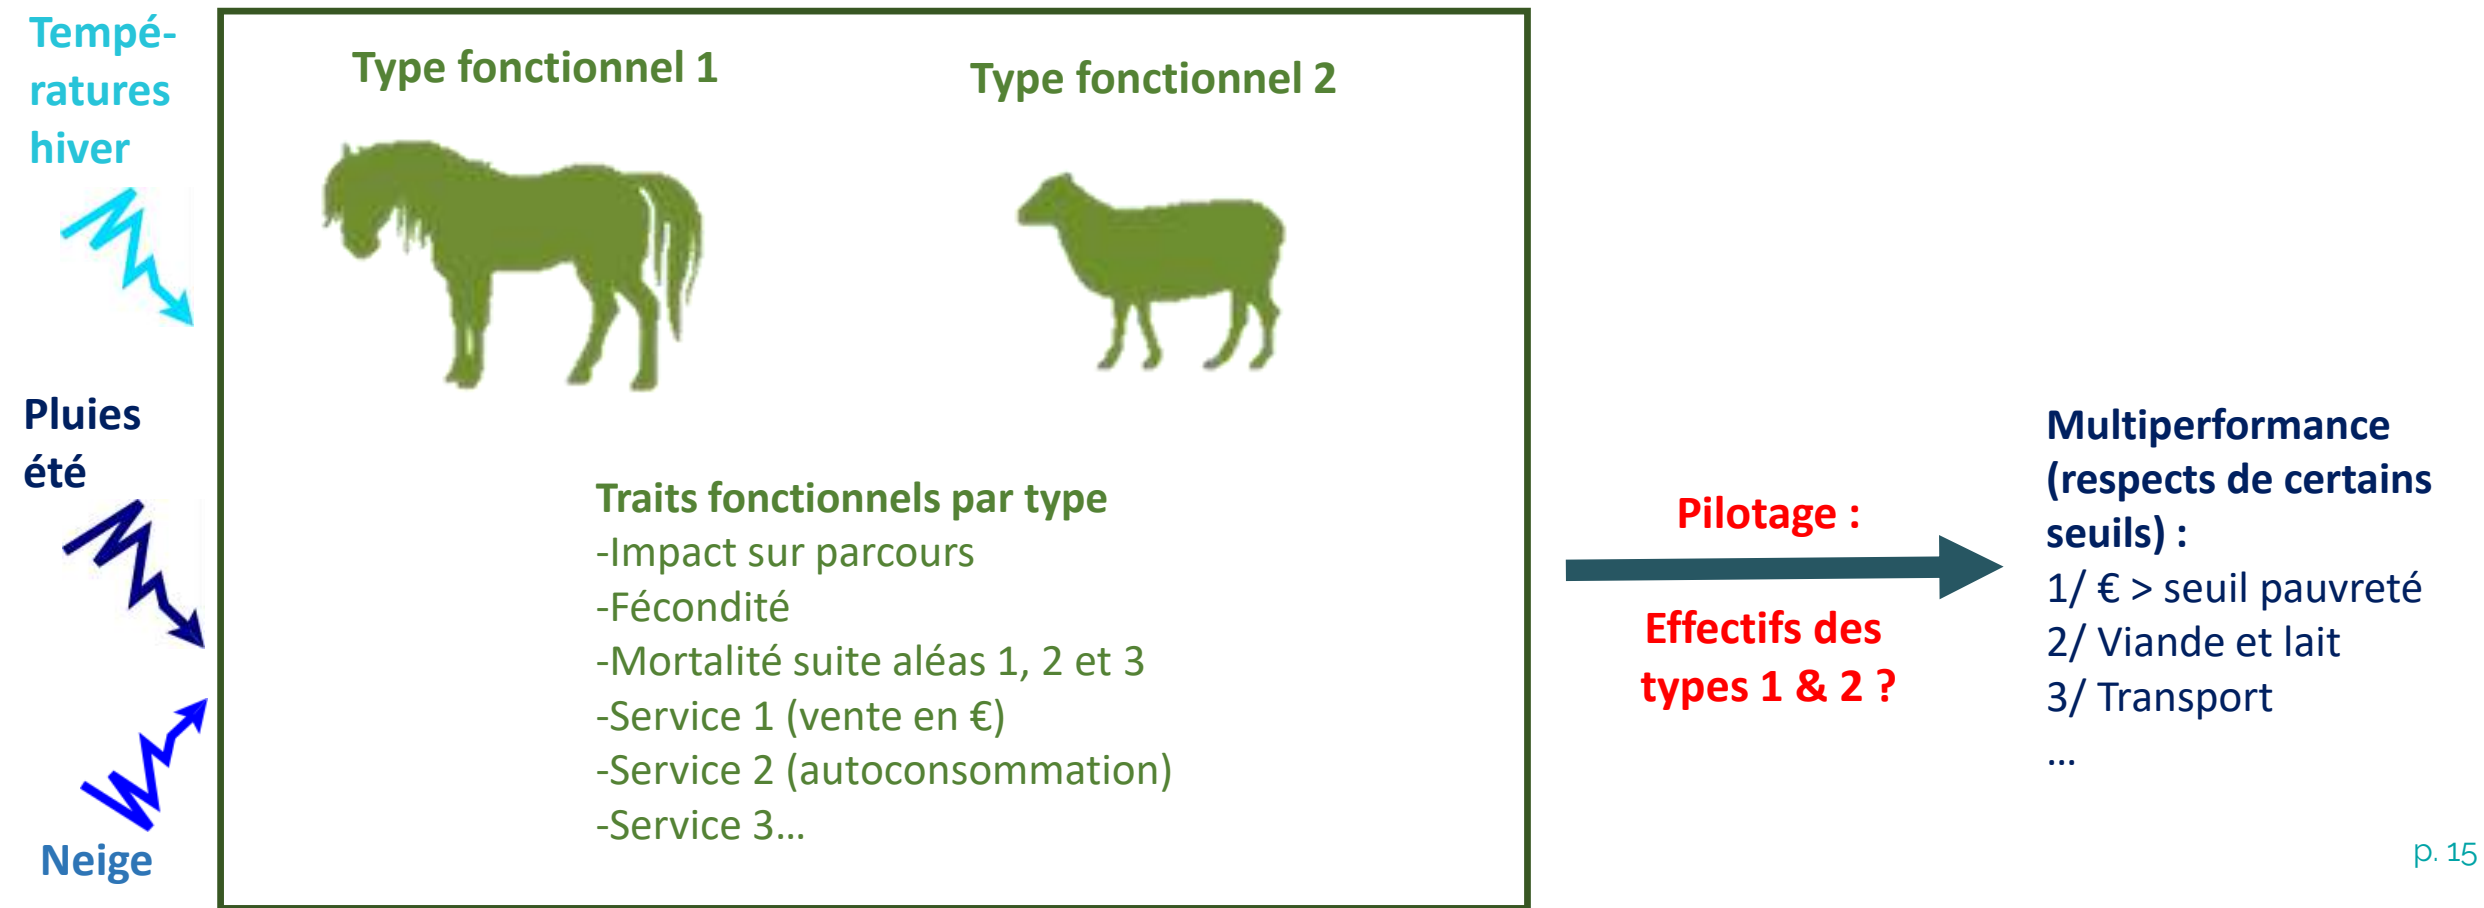 Tempé-
ratures
hiver
Pluies
été
Neige
Type fonctionnel 1
Type fonctionnel 2
Traits fonctionnels par type
-Impact sur parcours
-Fécondité
-Mortalité suite aléas 1, 2 et 3
-Service 1 (vente en €)
-Service 2 (autoconsommation)
-Service 3…
Pilotage :
Effectifs des
types 1 & 2 ?
Multiperformance
(respects de certains
seuils) :
1/ € > seuil pauvreté
2/ Viande et lait
3/ Transport
…
p. 15